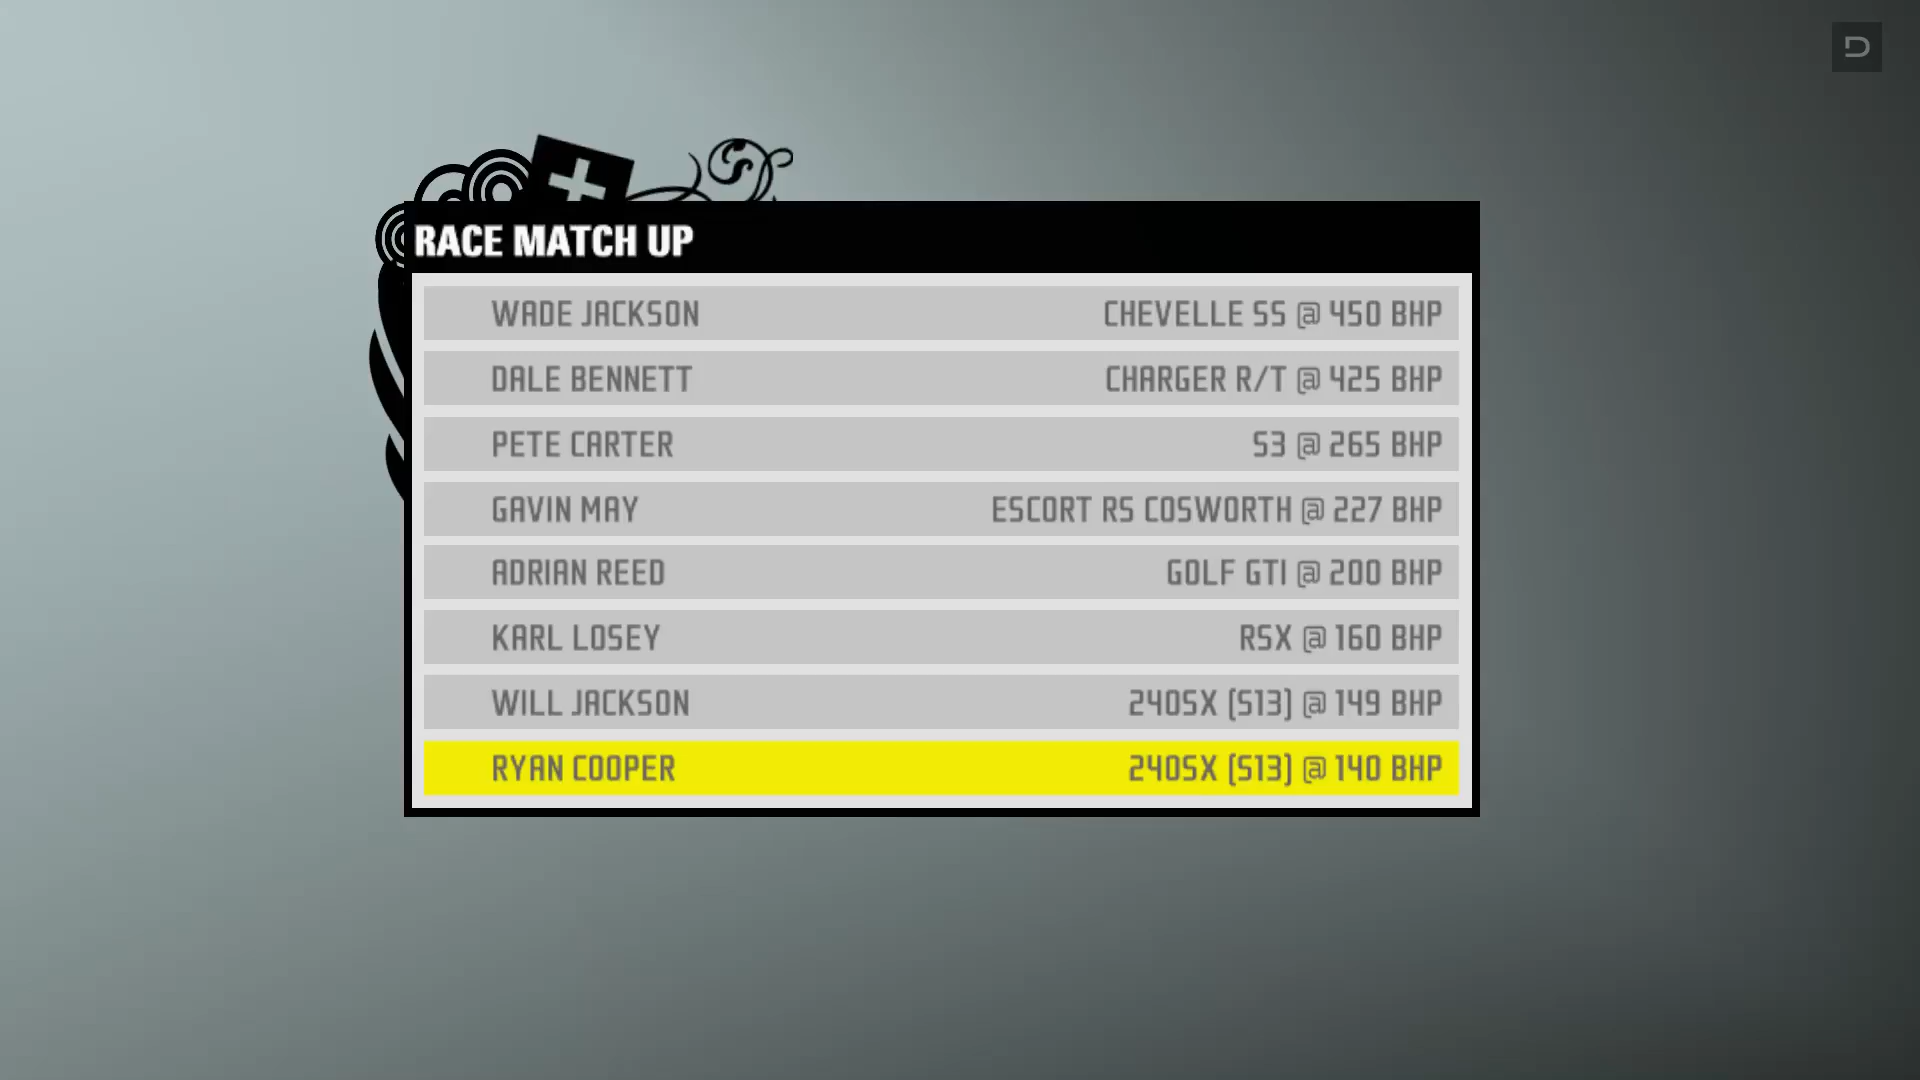 D
RACE MATCH UP
WADE JACKSON CHEVELLE SS @ 450 BHP
DALE BENNETT CHARGER R/T @ 425 BHP
PETE CARTER S3 @ 265 BHP
GAVIN MAY ESCORT RS COSWORTH @ 227 BHP
ADRIAN REED GOLF GTI @ 200 BHP
KARL LOSEY RSX @ 160 BHP
WILL JACKSON 240SX (S13) @ 149 BHP
RYAN COOPER 240SX (S13) @ 140 BHP